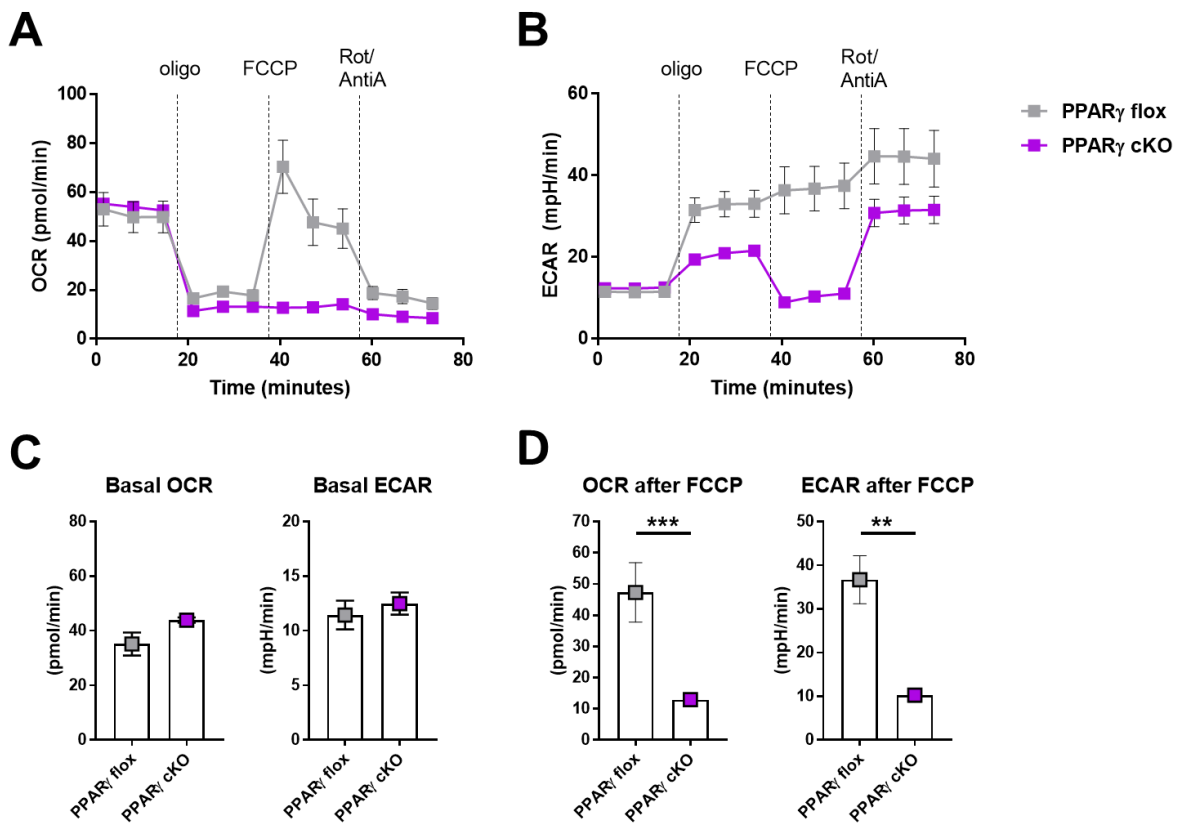 A
oligo
FCCP
Rot/
AntiA
OCR (pmol/min)
100
80
60
40
20
0
0 20 40 60 80
Time (minutes)
B
oligo
FCCP
Rot/
AntiA
ECAR (mpH/min)
60
40
20
0
0 20 40 60 80
Time (minutes)
PPARγ flox
PPARγ cKO
C
Basal OCR
(pmol/min)
80
60
40
20
0
PPARγ flox
PPARγ cKO
Basal ECAR
(mpH/min)
20
15
10
5
0
PPARγ flox
PPARγ cKO
D
OCR after FCCP
(pmol/min)
70
60
50
40
30
20
10
0
***
PPARγ flox
PPARγ cKO
ECAR after FCCP
(mpH/min)
50
40
30
20
10
0
**
PPARγ flox
PPARγ cKO